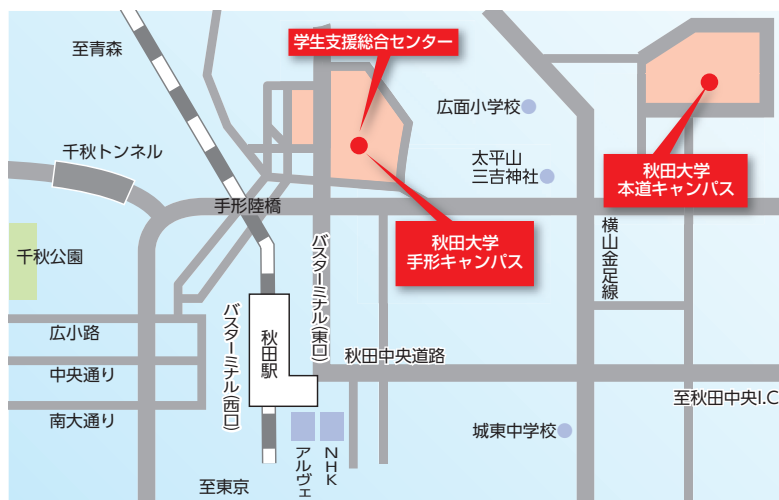 学生支援総合センター
至青森
広面小学校
千秋トンネル
太平山
三吉神社
秋田大学
本道キャンパス
手形陸橋
秋田大学
手形キャンパス
横山金足線
千秋公園
バスターミナル(東口)
バスターミナル(西口)
秋田駅
広小路
秋田中央道路
中央通り
至秋田中央I.C
南大通り
城東中学校
アルヴェ
NHK
至東京